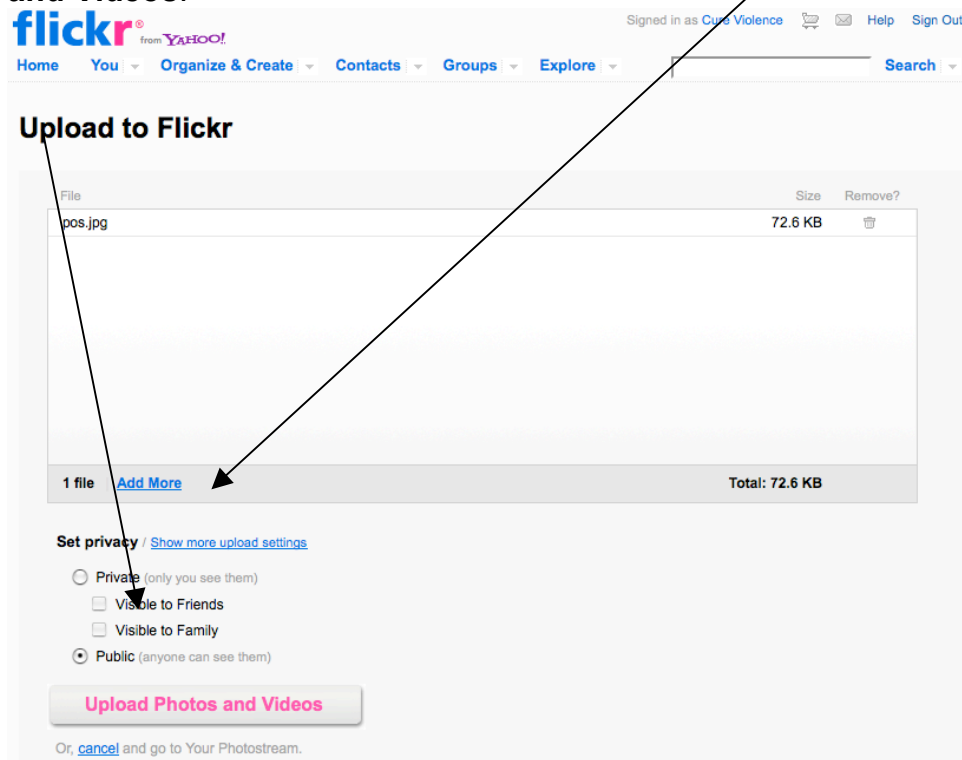 and Videos.
flickr® from YAHOO!
Signed in as Cure Violence Help Sign Out
Home You Organize & Create Contacts Groups Explore Search
Upload to Flickr
File Size Remove?
pos.jpg 72.6 KB
1 file Add More Total: 72.6 KB
Set privacy / Show more upload settings
Private (only you see them)
Visible to Friends
Visible to Family
Public (anyone can see them)
Upload Photos and Videos
Or, cancel and go to Your Photostream.